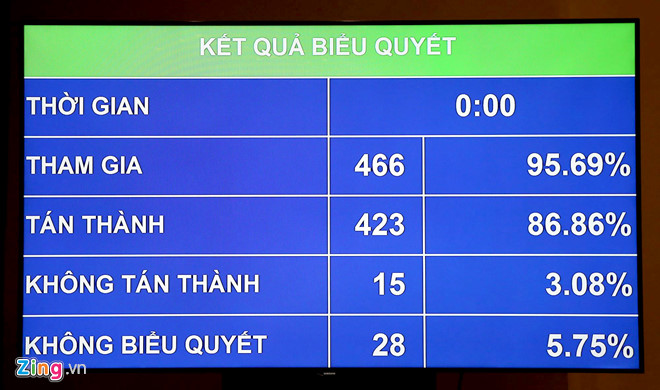 KẾT QUẢ BIỂU QUYẾT
THỜI GIAN 0:00
THAM GIA 466 95.69%
TÁN THÀNH 423 86.86%
KHÔNG TÁN THÀNH 15 3.08%
KHÔNG BIỂU QUYẾT 28 5.75%
Zing.vn